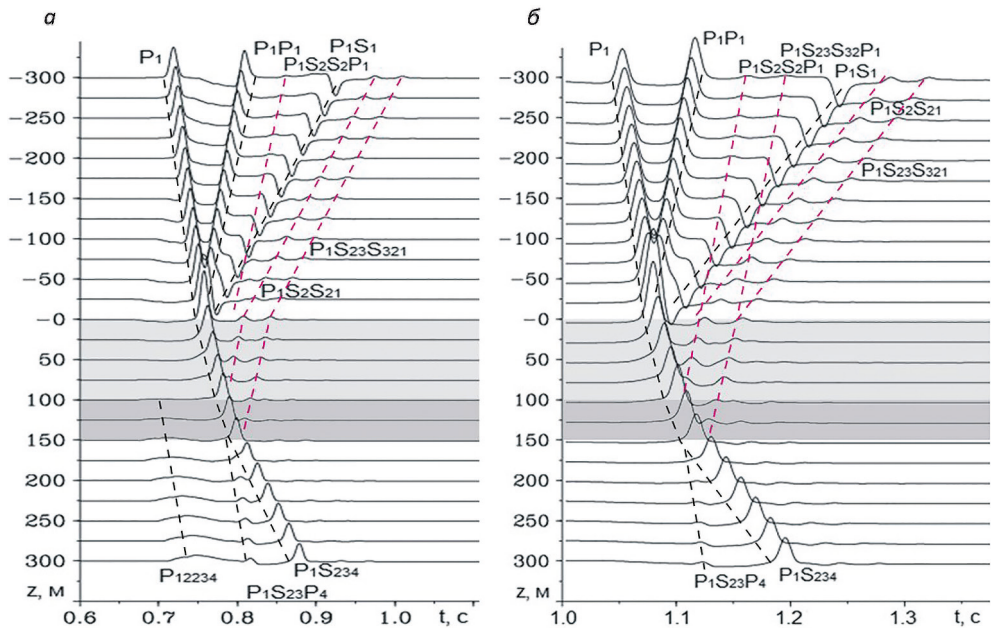 а
P₁
P₁P₁
P₁S₁
P₁S₂S₂P₁
−300
−250
−200
−150
−100
−50
−0
50
100
150
200
250
300
z, м
P₁S₂₃S₃₂₁
P₁S₂S₂₁
P₁₂₂₃₄
P₁S₂₃₄
P₁S₂₃P₄
0.6
0.7
0.8
0.9
1.0
t, с
б
P₁
P₁P₁
P₁S₂₃S₃₂P₁
P₁S₂S₂P₁
P₁S₁
−300
−250
−200
−150
−100
−50
−0
50
100
150
200
250
300
z, м
P₁S₂S₂₁
P₁S₂₃S₃₂₁
P₁S₂₃P₄
P₁S₂₃₄
1.0
1.1
1.2
1.3
t, с